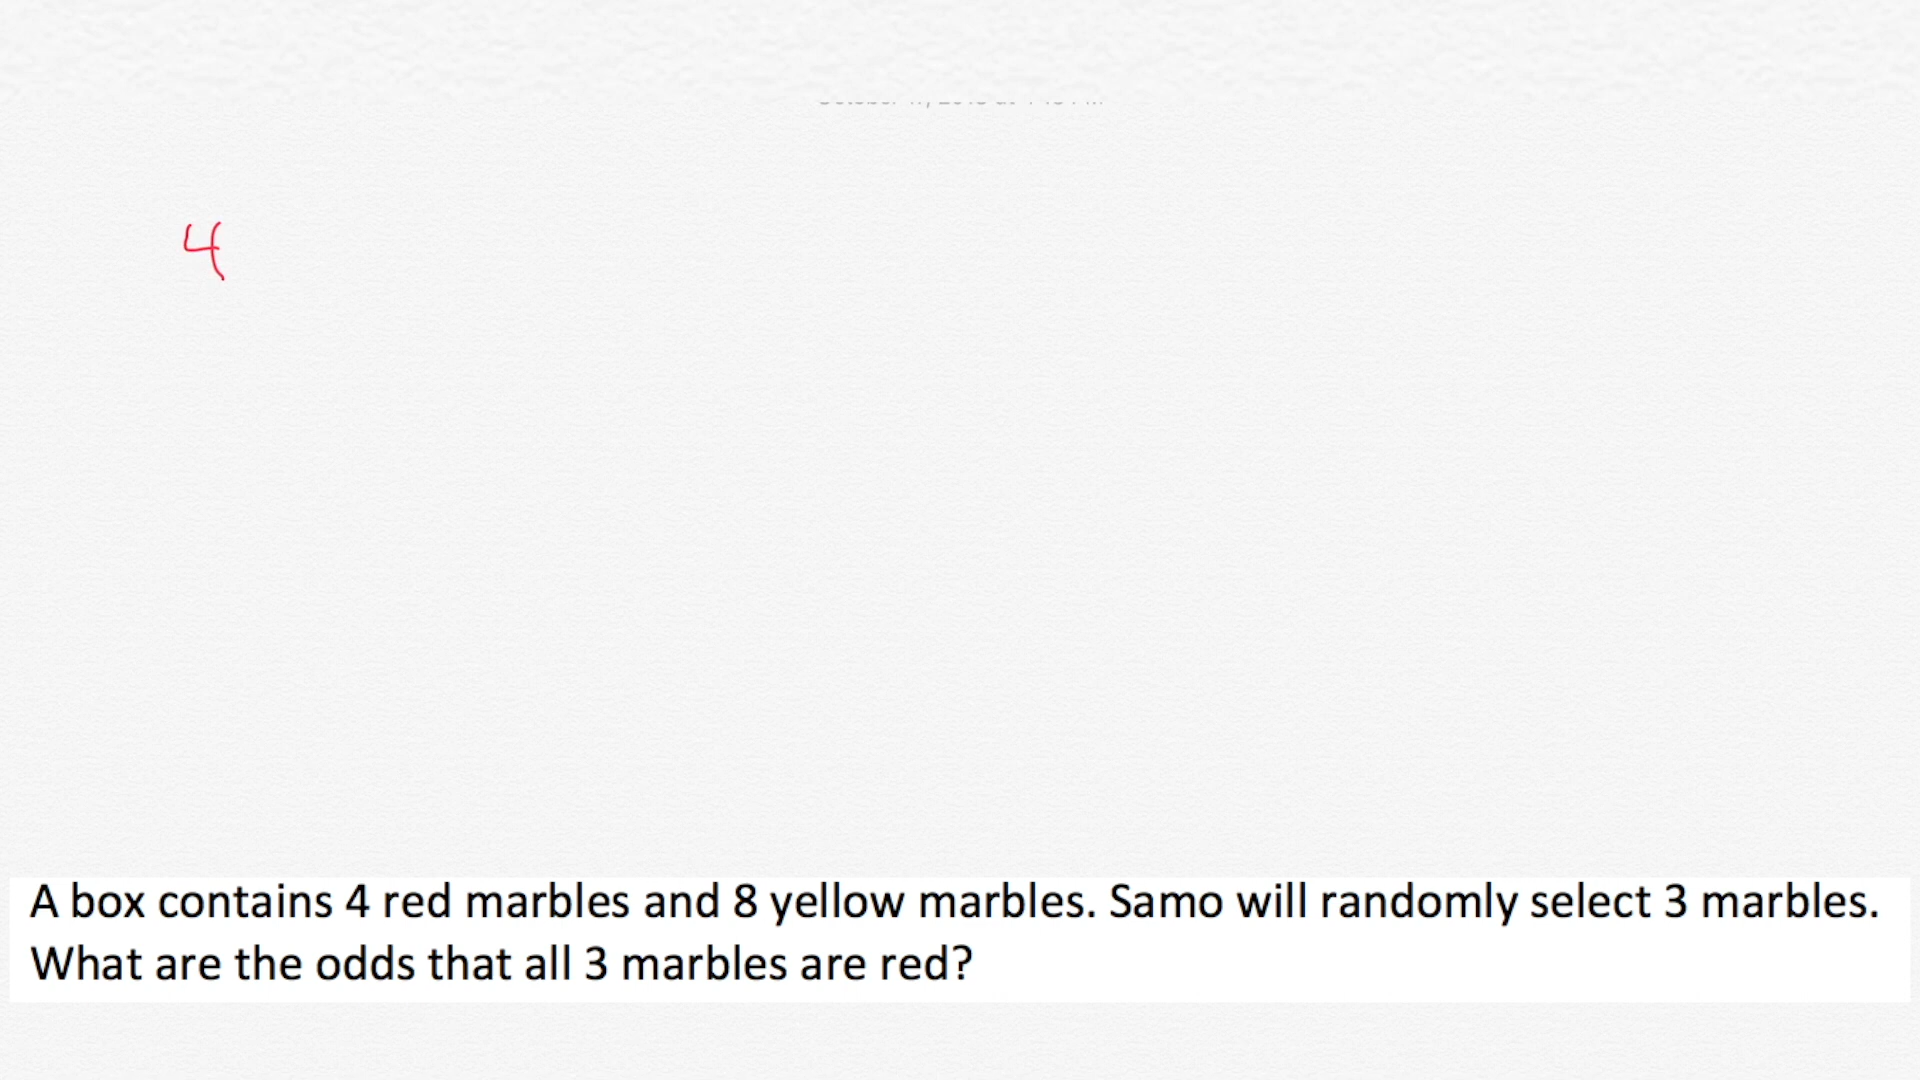 4
A box contains 4 red marbles and 8 yellow marbles. Samo will randomly select 3 marbles.
What are the odds that all 3 marbles are red?